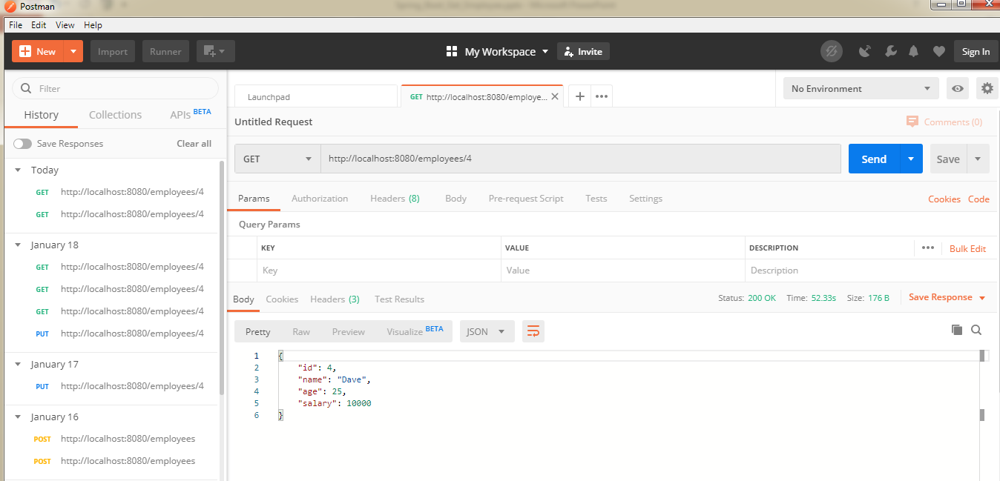 Postman
Spring_Boot_Get_Employee.pptx - Microsoft PowerPoint
File Edit View Help
New Import Runner My Workspace Invite Sign In
Filter
Launchpad GET http://localhost:8080/employe... No Environment
History Collections APIs BETA
Untitled Request Comments (0)
Save Responses Clear all
GET http://localhost:8080/employees/4 Send Save
Today
GET http://localhost:8080/employees/4
GET http://localhost:8080/employees/4
January 18
GET http://localhost:8080/employees/4
GET http://localhost:8080/employees/4
GET http://localhost:8080/employees/4
PUT http://localhost:8080/employees/4
January 17
PUT http://localhost:8080/employees/4
January 16
POST http://localhost:8080/employees
POST http://localhost:8080/employees
Params Authorization Headers (8) Body Pre-request Script Tests Settings Cookies Code
Query Params
KEY VALUE DESCRIPTION Bulk Edit
Key Value Description
Body Cookies Headers (3) Test Results Status: 200 OK Time: 52.33s Size: 176 B Save Response
Pretty Raw Preview Visualize BETA JSON
1 {
2 "id": 4,
3 "name": "Dave",
4 "age": 25,
5 "salary": 10000
6 }